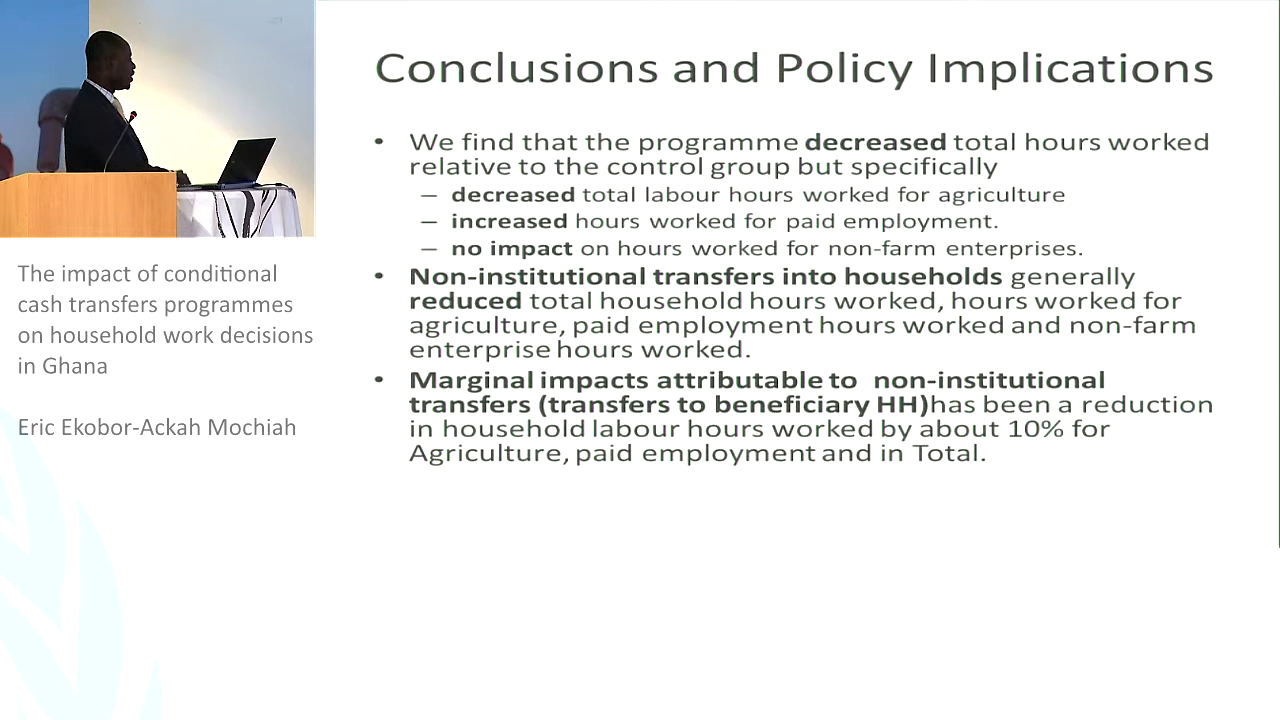 Conclusions and Policy Implications
• We find that the programme decreased total hours worked
relative to the control group but specifically
– decreased total labour hours worked for agriculture
– increased hours worked for paid employment.
– no impact on hours worked for non-farm enterprises.
• Non-institutional transfers into households generally
reduced total household hours worked, hours worked for
agriculture, paid employment hours worked and non-farm
enterprise hours worked.
• Marginal impacts attributable to non-institutional
transfers (transfers to beneficiary HH)has been a reduction
in household labour hours worked by about 10% for
Agriculture, paid employment and in Total.
The impact of conditional
cash transfers programmes
on household work decisions
in Ghana
Eric Ekobor-Ackah Mochiah